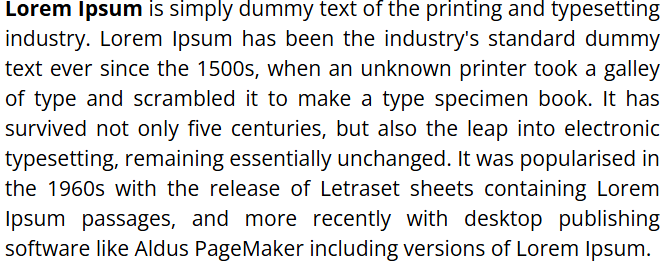 Lorem Ipsum is simply dummy text of the printing and typesetting
industry. Lorem Ipsum has been the industry's standard dummy
text ever since the 1500s, when an unknown printer took a galley
of type and scrambled it to make a type specimen book. It has
survived not only five centuries, but also the leap into electronic
typesetting, remaining essentially unchanged. It was popularised in
the 1960s with the release of Letraset sheets containing Lorem
Ipsum passages, and more recently with desktop publishing
software like Aldus PageMaker including versions of Lorem Ipsum.